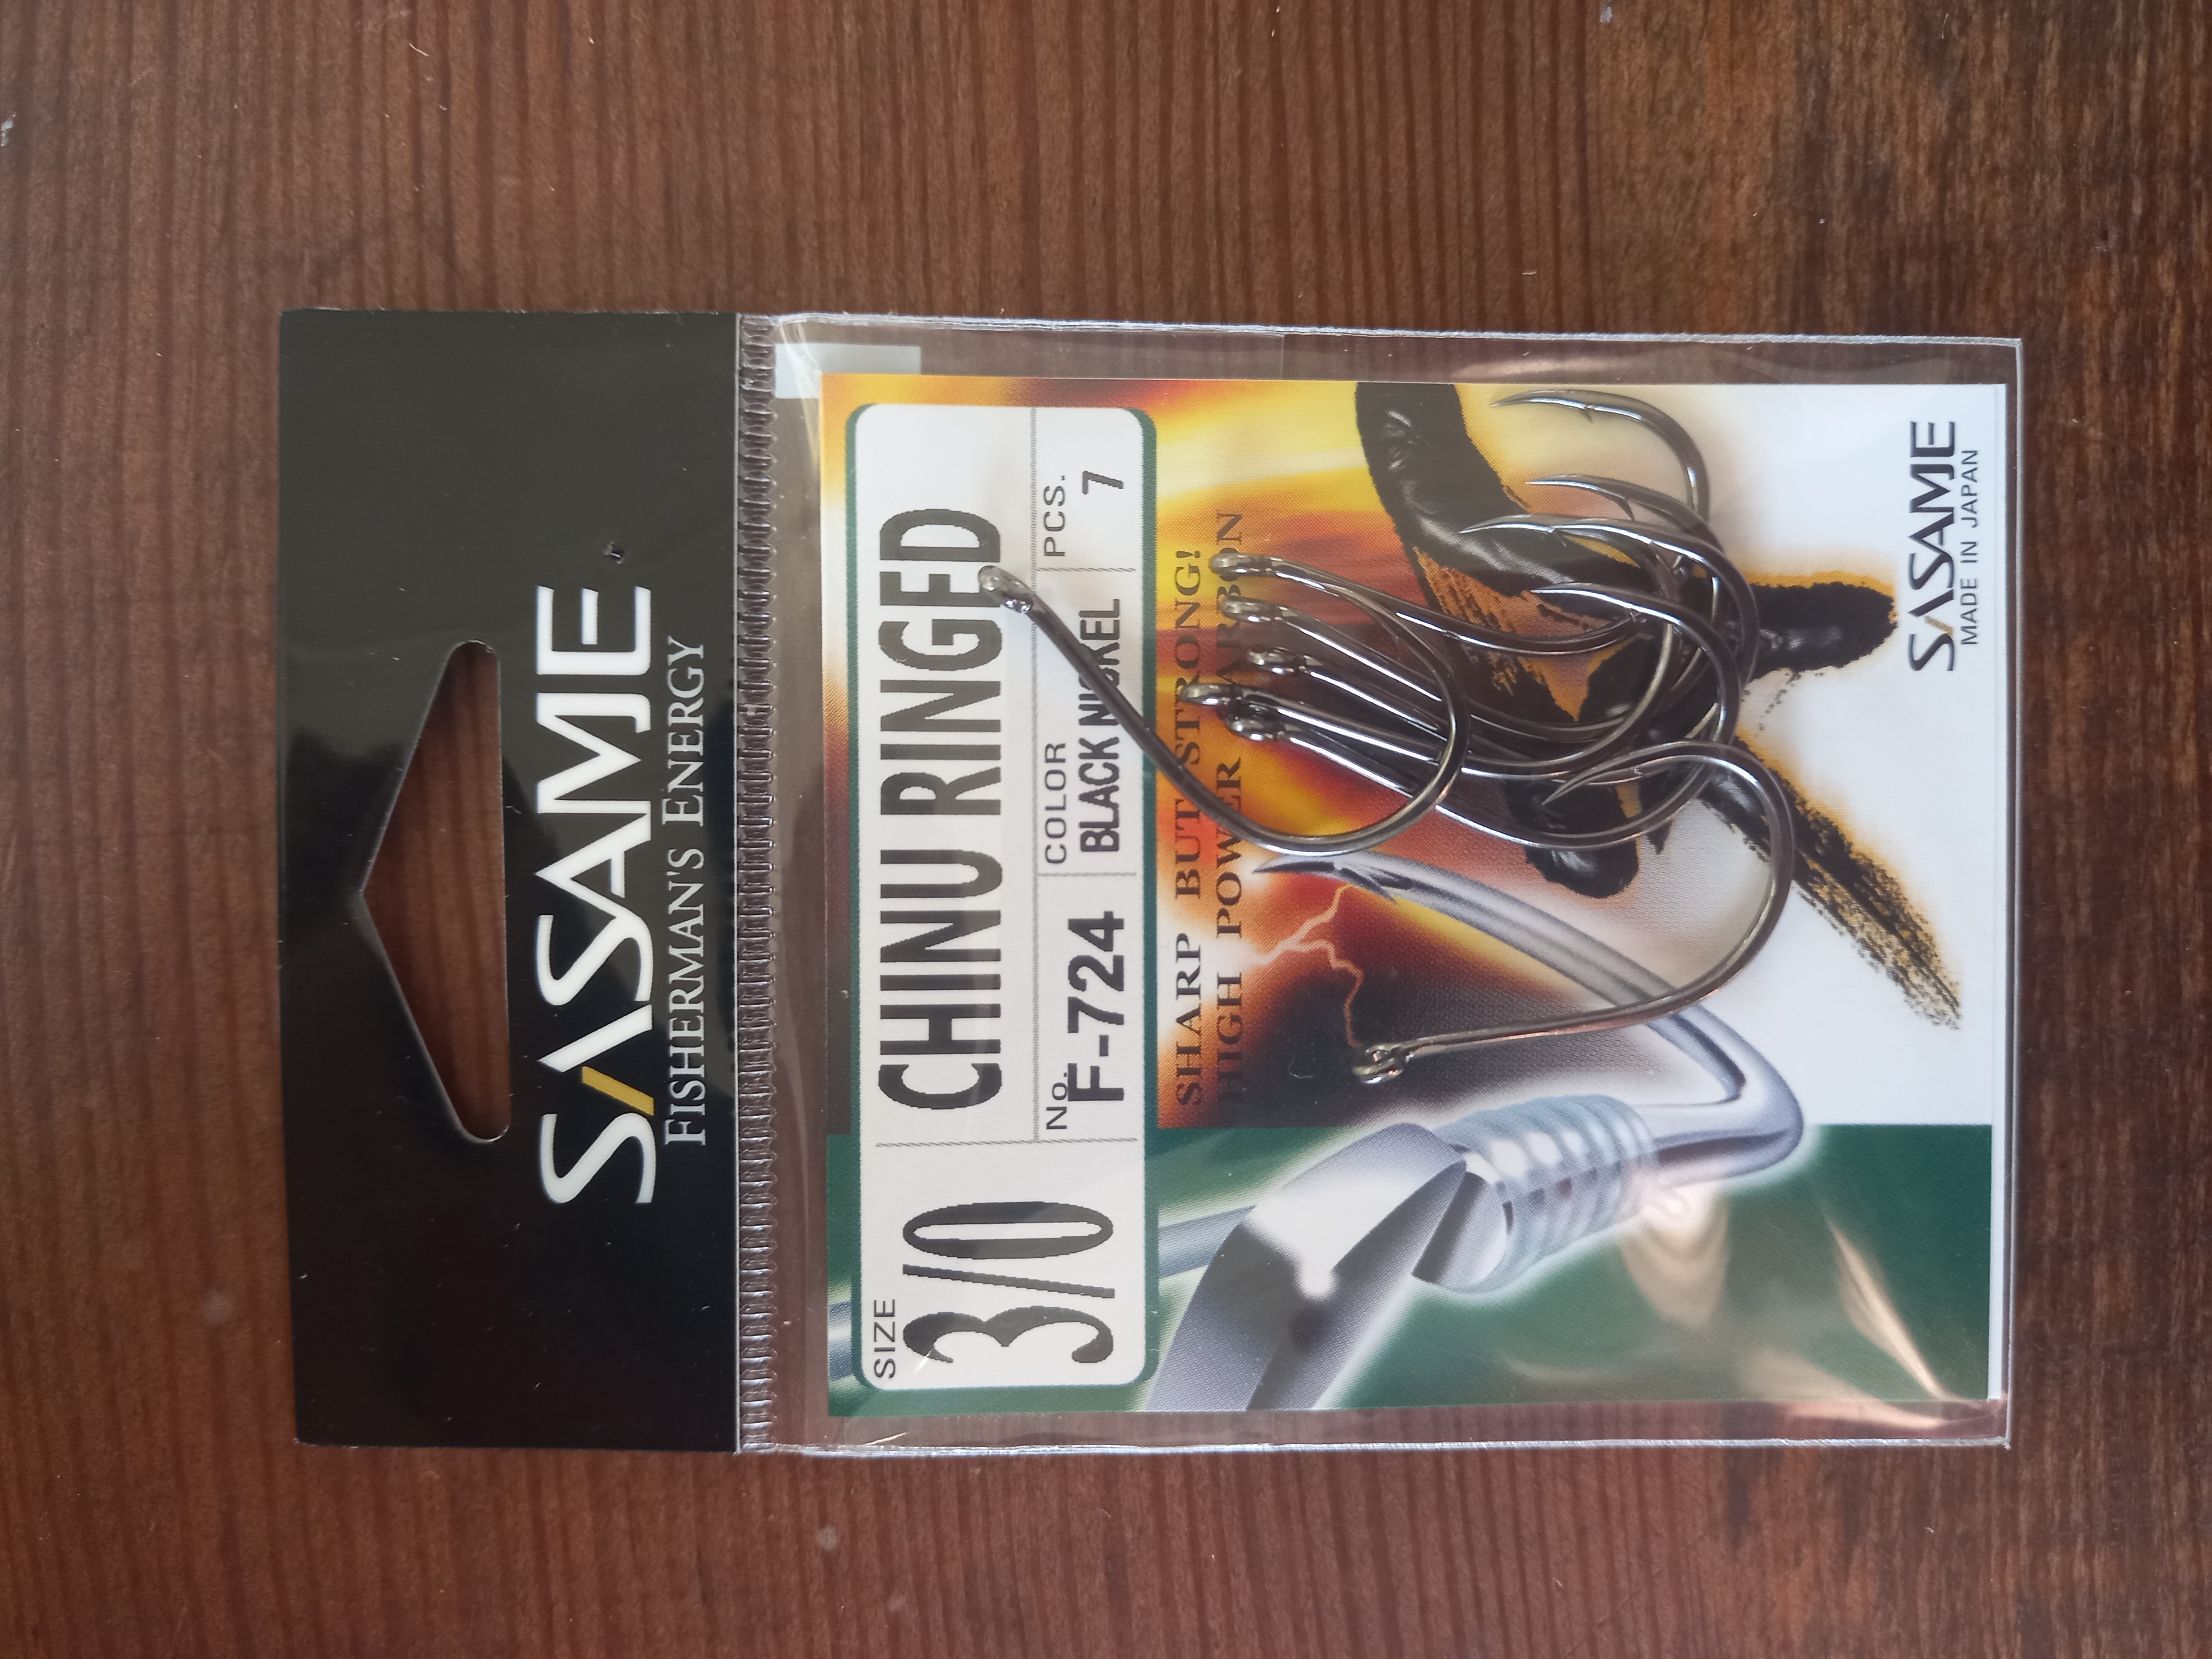 SASAME
FISHERMAN'S ENERGY
SIZE
3/0
CHINU RINGED
No.
F-724
COLOR
BLACK NICKEL
PCS.
7
SHARP BUT STRONG!
HIGH POWER CARBON
SASAME
MADE IN JAPAN